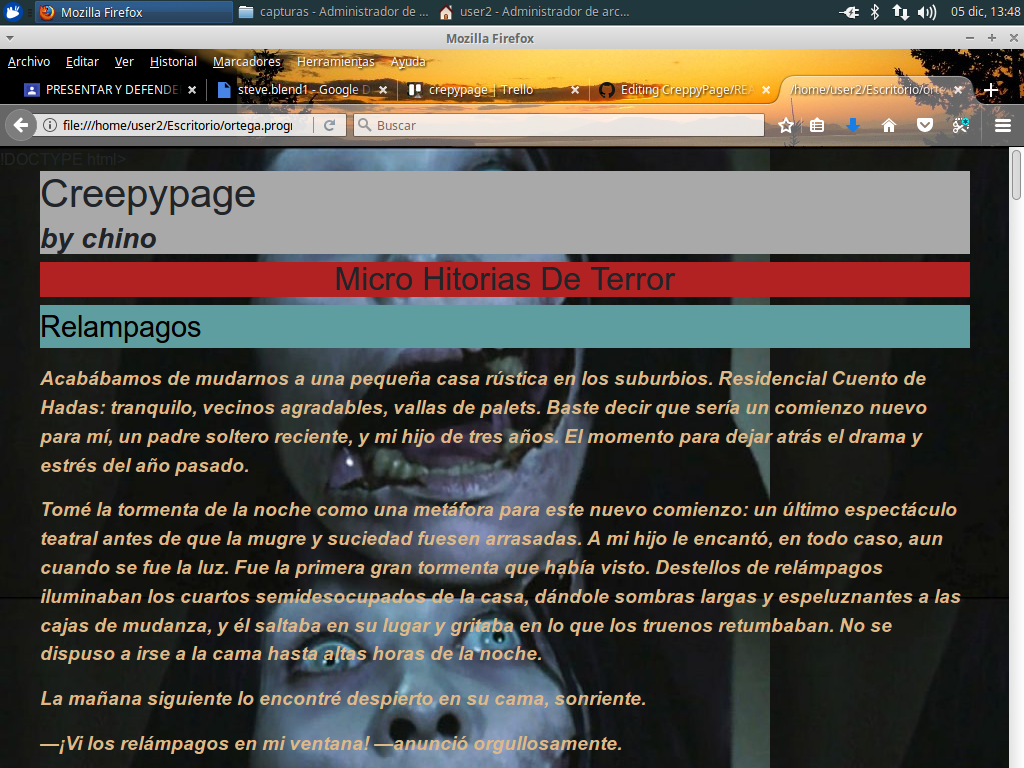 Mozilla Firefox
capturas - Administrador de ...
user2 - Administrador de arc...
05 dic, 13:48
Mozilla Firefox
Archivo Editar Ver Historial Marcadores Herramientas Ayuda
PRESENTAR Y DEFENDE
steve.blend1 - Google D
crepypage | Trello
Editing CreppyPage/REA
/home/user2/Escritorio/orte
file:///home/user2/Escritorio/ortega.progr
Buscar
!DOCTYPE html>
Creepypage
by chino
Micro Hitorias De Terror
Relampagos
Acabábamos de mudarnos a una pequeña casa rústica en los suburbios. Residencial Cuento de
Hadas: tranquilo, vecinos agradables, vallas de palets. Baste decir que sería un comienzo nuevo
para mí, un padre soltero reciente, y mi hijo de tres años. El momento para dejar atrás el drama y
estrés del año pasado.
Tomé la tormenta de la noche como una metáfora para este nuevo comienzo: un último espectáculo
teatral antes de que la mugre y suciedad fuesen arrasadas. A mi hijo le encantó, en todo caso, aun
cuando se fue la luz. Fue la primera gran tormenta que había visto. Destellos de relámpagos
iluminaban los cuartos semidesocupados de la casa, dándole sombras largas y espeluznantes a las
cajas de mudanza, y él saltaba en su lugar y gritaba en lo que los truenos retumbaban. No se
dispuso a irse a la cama hasta altas horas de la noche.
La mañana siguiente lo encontré despierto en su cama, sonriente.
—¡Vi los relámpagos en mi ventana! —anunció orgullosamente.